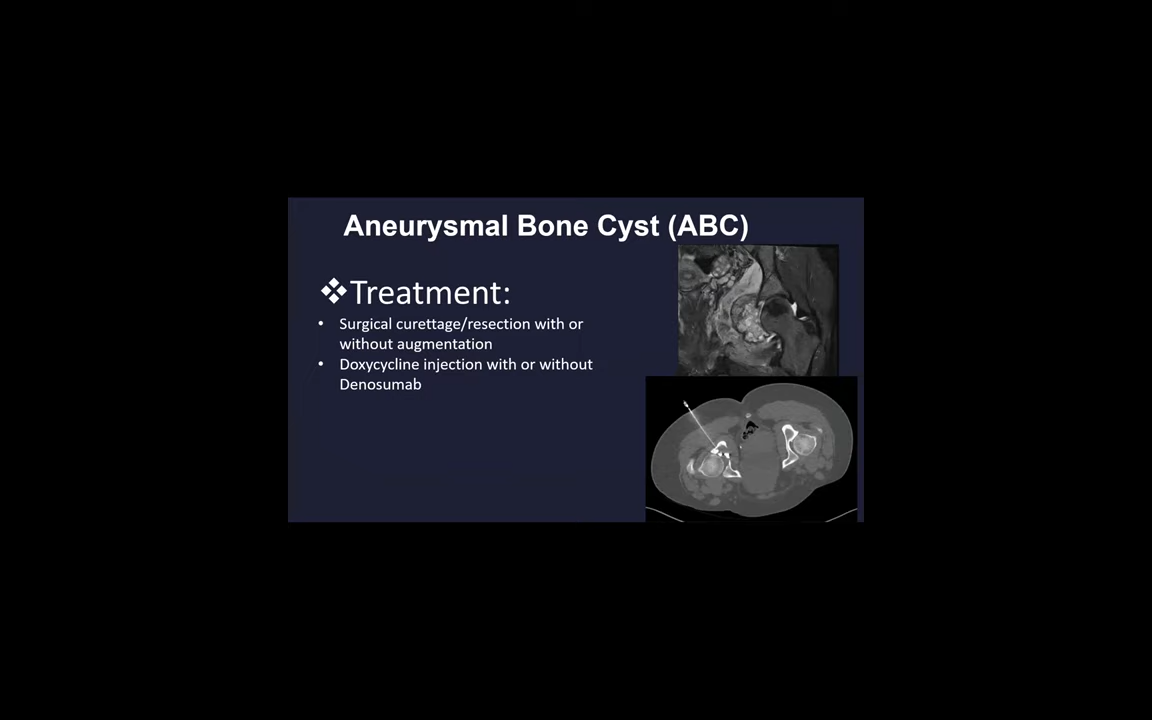 Aneurysmal Bone Cyst (ABC)
❖Treatment:
• Surgical curettage/resection with or
without augmentation
• Doxycycline injection with or without
Denosumab